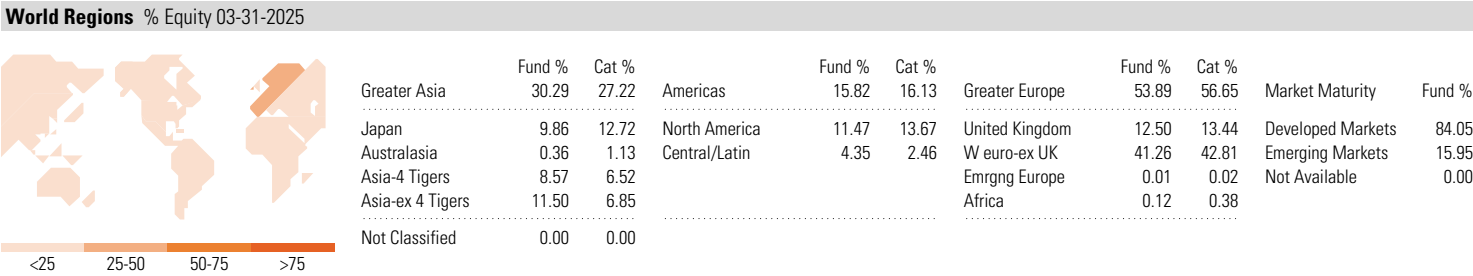 World Regions % Equity 03-31-2025
Fund % Cat % Fund % Cat % Fund % Cat %
Greater Asia 30.29 27.22 Americas 15.82 16.13 Greater Europe 53.89 56.65 Market Maturity Fund %
Japan 9.86 12.72 North America 11.47 13.67 United Kingdom 12.50 13.44 Developed Markets 84.05
Australasia 0.36 1.13 Central/Latin 4.35 2.46 W euro-ex UK 41.26 42.81 Emerging Markets 15.95
Asia-4 Tigers 8.57 6.52 Emrgng Europe 0.01 0.02 Not Available 0.00
Asia-ex 4 Tigers 11.50 6.85 Africa 0.12 0.38
Not Classified 0.00 0.00
<25 25-50 50-75 >75